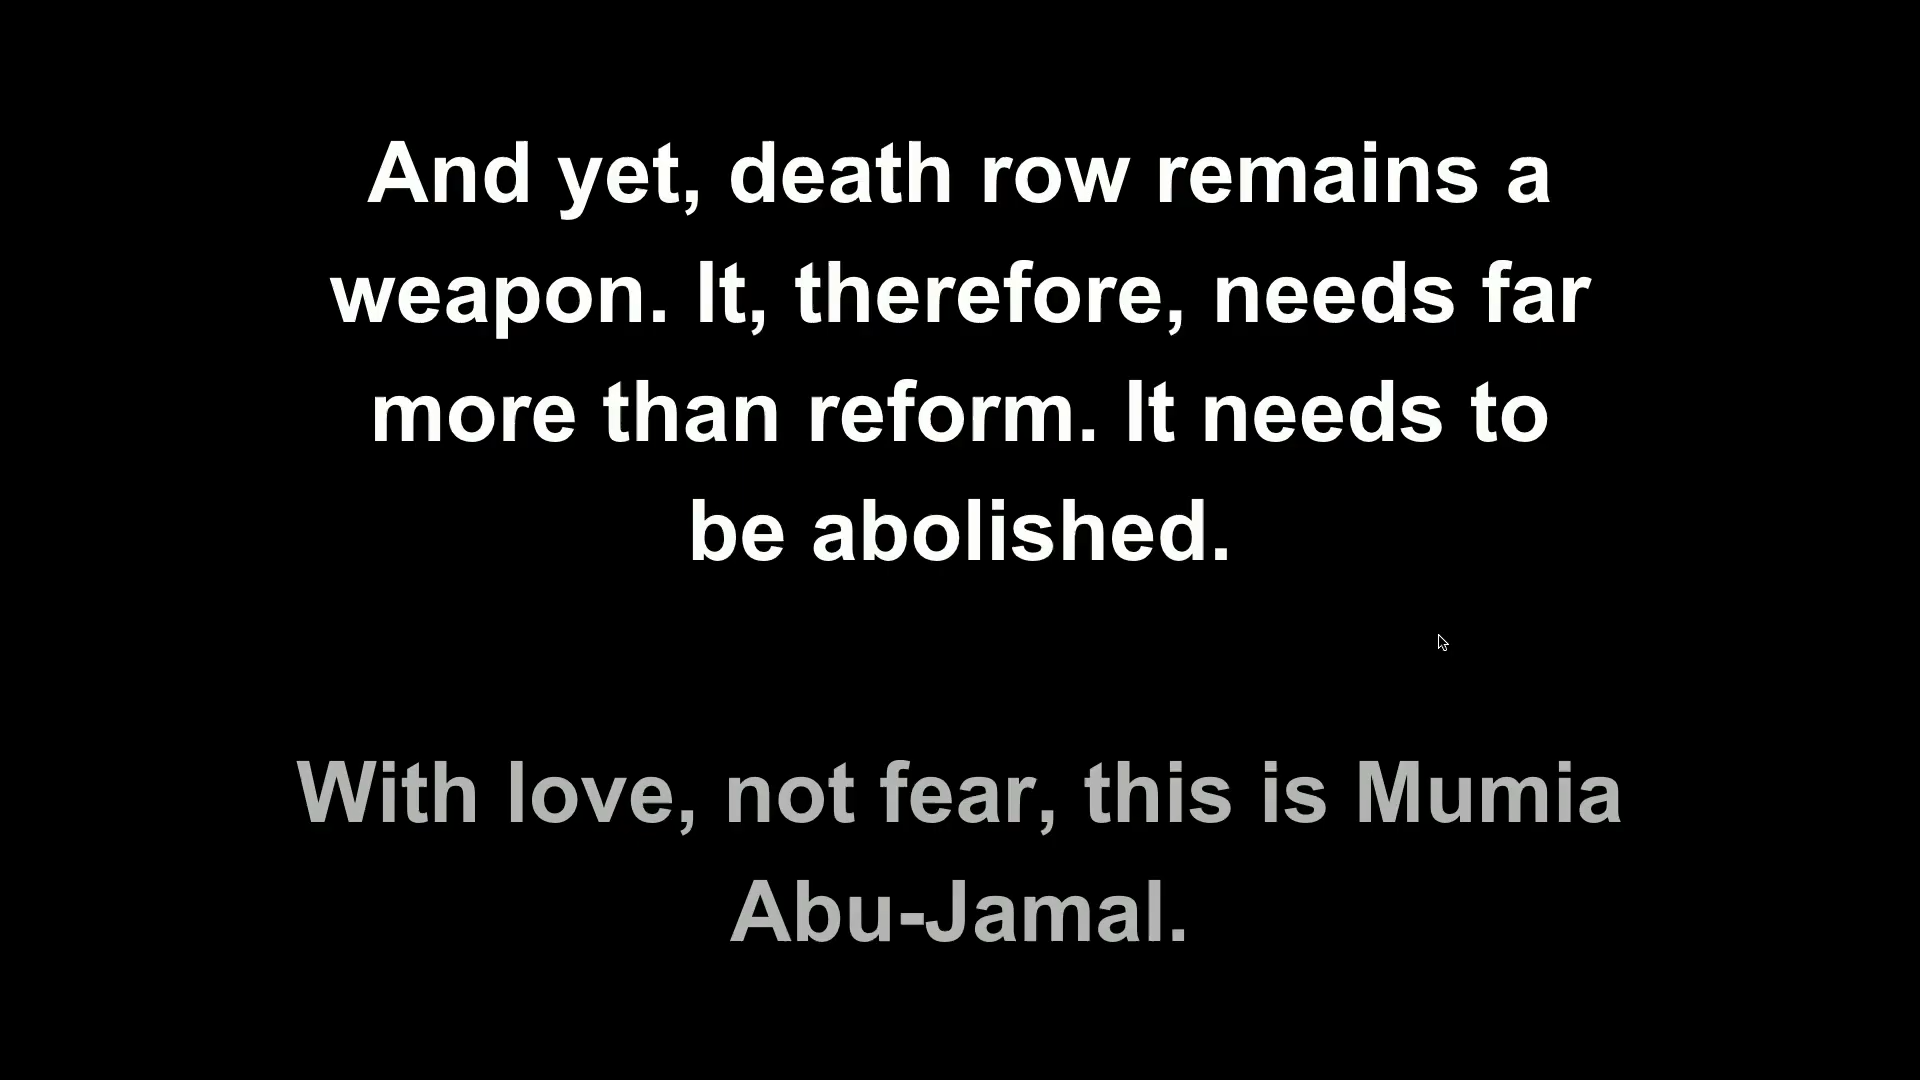 And yet, death row remains a
weapon. It, therefore, needs far
more than reform. It needs to
be abolished.
With love, not fear, this is Mumia
Abu-Jamal.